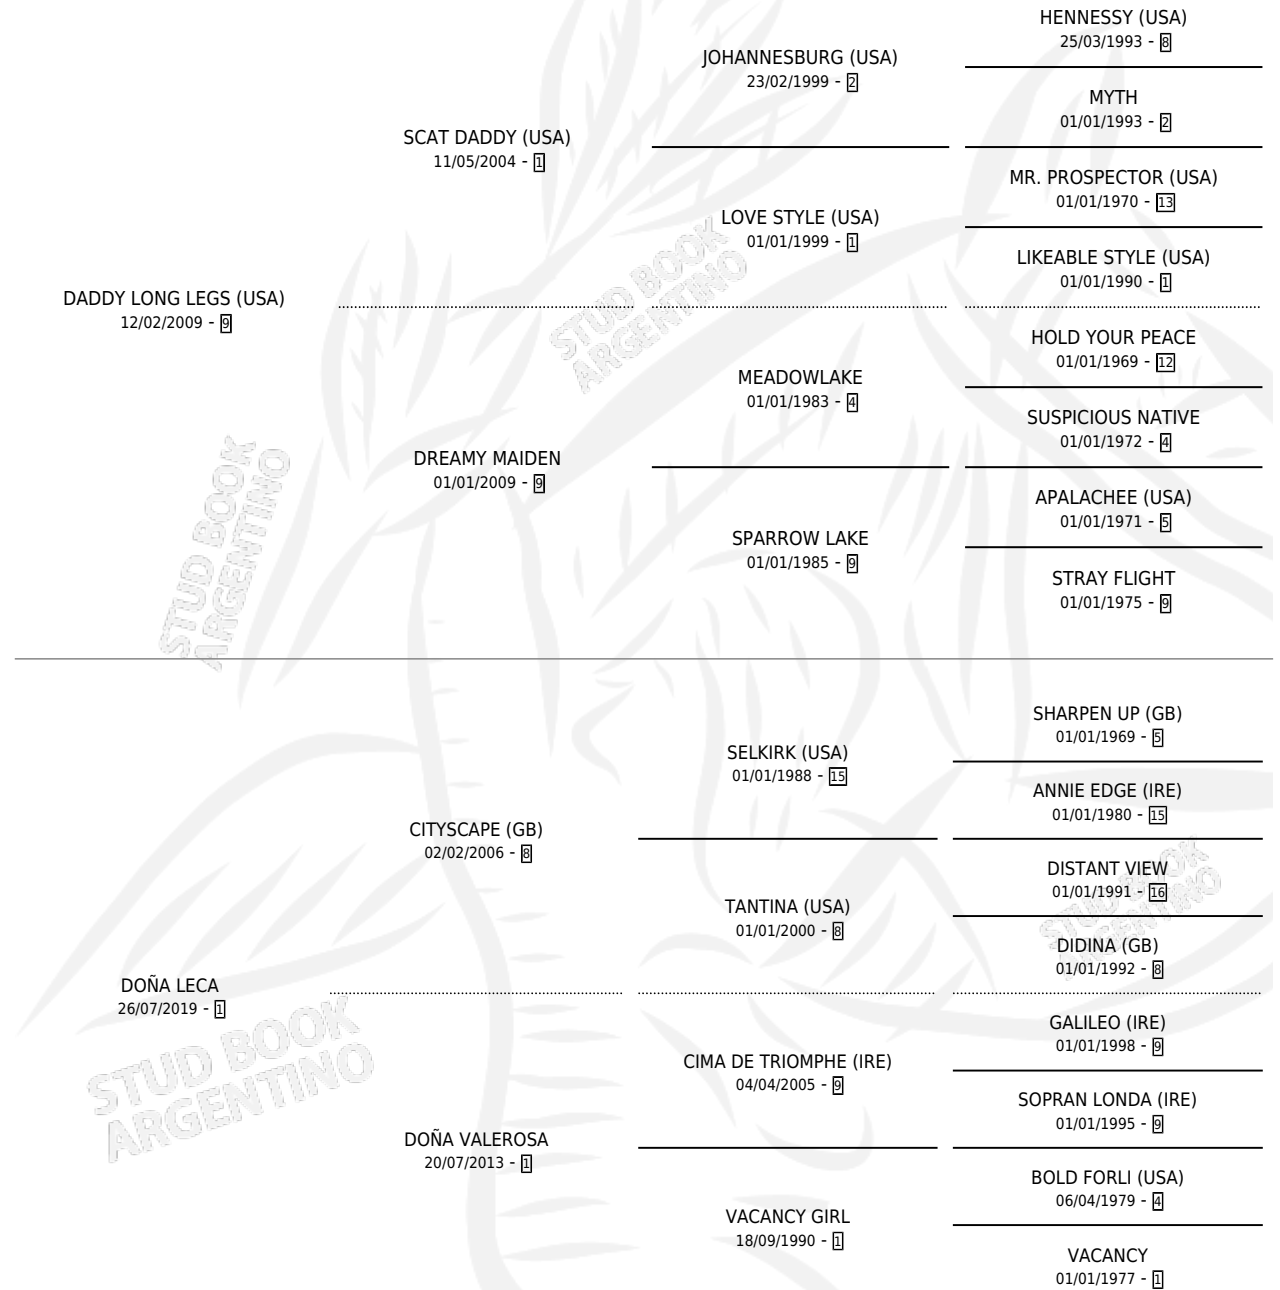 HENNESSY (USA)
25/03/1993 - 8
JOHANNESBURG (USA)
23/02/1999 - 2
MYTH
01/01/1993 - 2
SCAT DADDY (USA)
11/05/2004 - 1
MR. PROSPECTOR (USA)
01/01/1970 - 13
LOVE STYLE (USA)
01/01/1999 - 1
LIKEABLE STYLE (USA)
01/01/1990 - 1
DADDY LONG LEGS (USA)
12/02/2009 - 9
STUD BOOK
ARGENTINO
HOLD YOUR PEACE
01/01/1969 - 12
MEADOWLAKE
01/01/1983 - 4
SUSPICIOUS NATIVE
01/01/1972 - 4
DREAMY MAIDEN
01/01/2009 - 9
APALACHEE (USA)
01/01/1971 - 5
SPARROW LAKE
01/01/1985 - 9
STRAY FLIGHT
01/01/1975 - 9
STUD BOOK
ARGENTINO
SHARPEN UP (GB)
01/01/1969 - 5
SELKIRK (USA)
01/01/1988 - 15
ANNIE EDGE (IRE)
01/01/1980 - 15
CITYSCAPE (GB)
02/02/2006 - 8
DISTANT VIEW
01/01/1991 - 16
TANTINA (USA)
01/01/2000 - 8
STUD BOOK
ARGENTINO
DIDINA (GB)
01/01/1992 - 8
DOÑA LECA
26/07/2019 - 1
GALILEO (IRE)
01/01/1998 - 9
CIMA DE TRIOMPHE (IRE)
04/04/2005 - 9
SOPRAN LONDA (IRE)
01/01/1995 - 9
STUD BOOK
ARGENTINO
DOÑA VALEROSA
20/07/2013 - 1
BOLD FORLI (USA)
06/04/1979 - 4
VACANCY GIRL
18/09/1990 - 1
VACANCY
01/01/1977 - 1